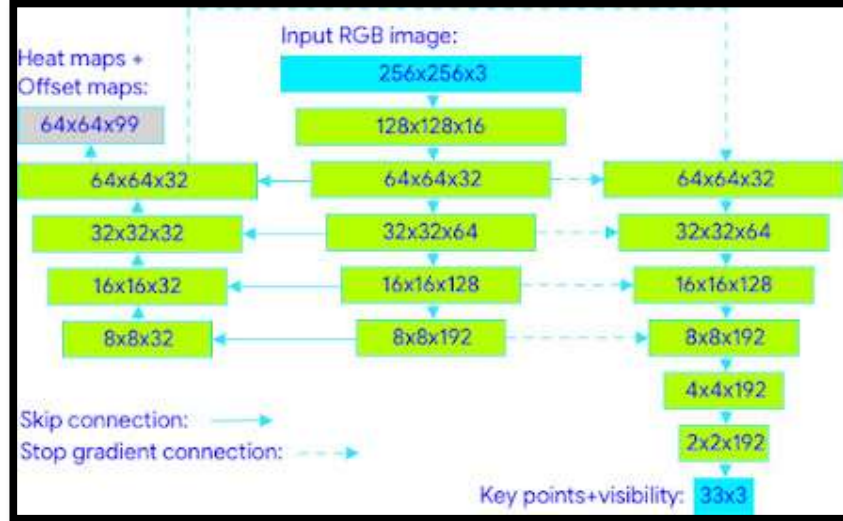 Input RGB image:
256x256x3
Heat maps +
Offset maps:
64x64x99
128x128x16
64x64x32
64x64x32
64x64x32
32x32x32
32x32x64
32x32x64
16x16x32
16x16x128
16x16x128
8x8x32
8x8x192
8x8x192
4x4x192
2x2x192
Skip connection:
Stop gradient connection:
Key points+visibility:
33x3